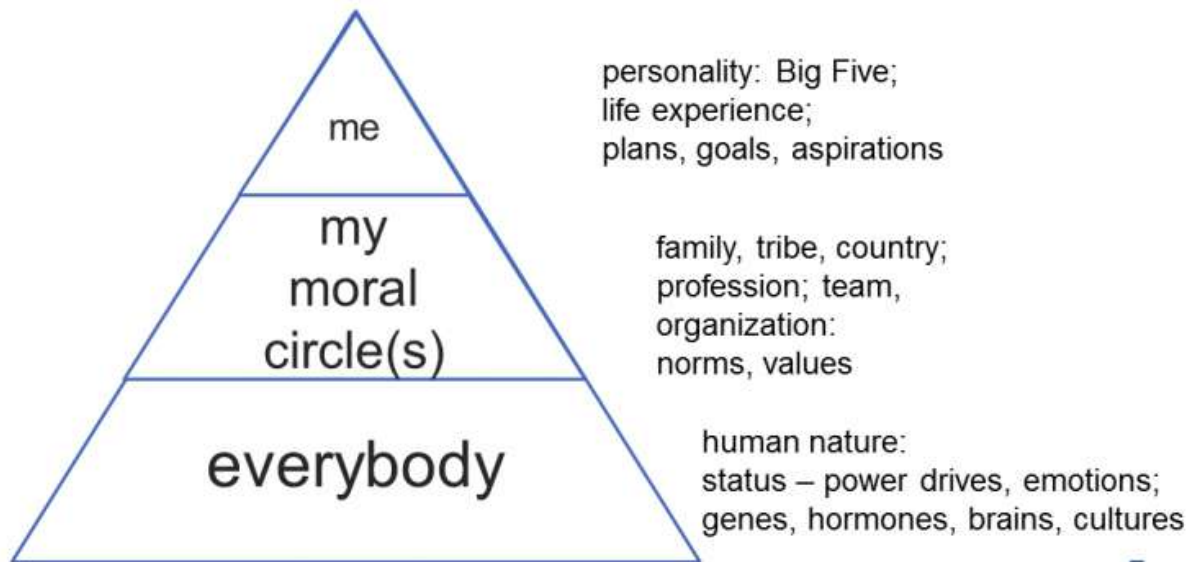 me
personality: Big Five;
life experience;
plans, goals, aspirations
my
moral
circle(s)
family, tribe, country;
profession; team,
organization:
norms, values
everybody
human nature:
status – power drives, emotions;
genes, hormones, brains, cultures